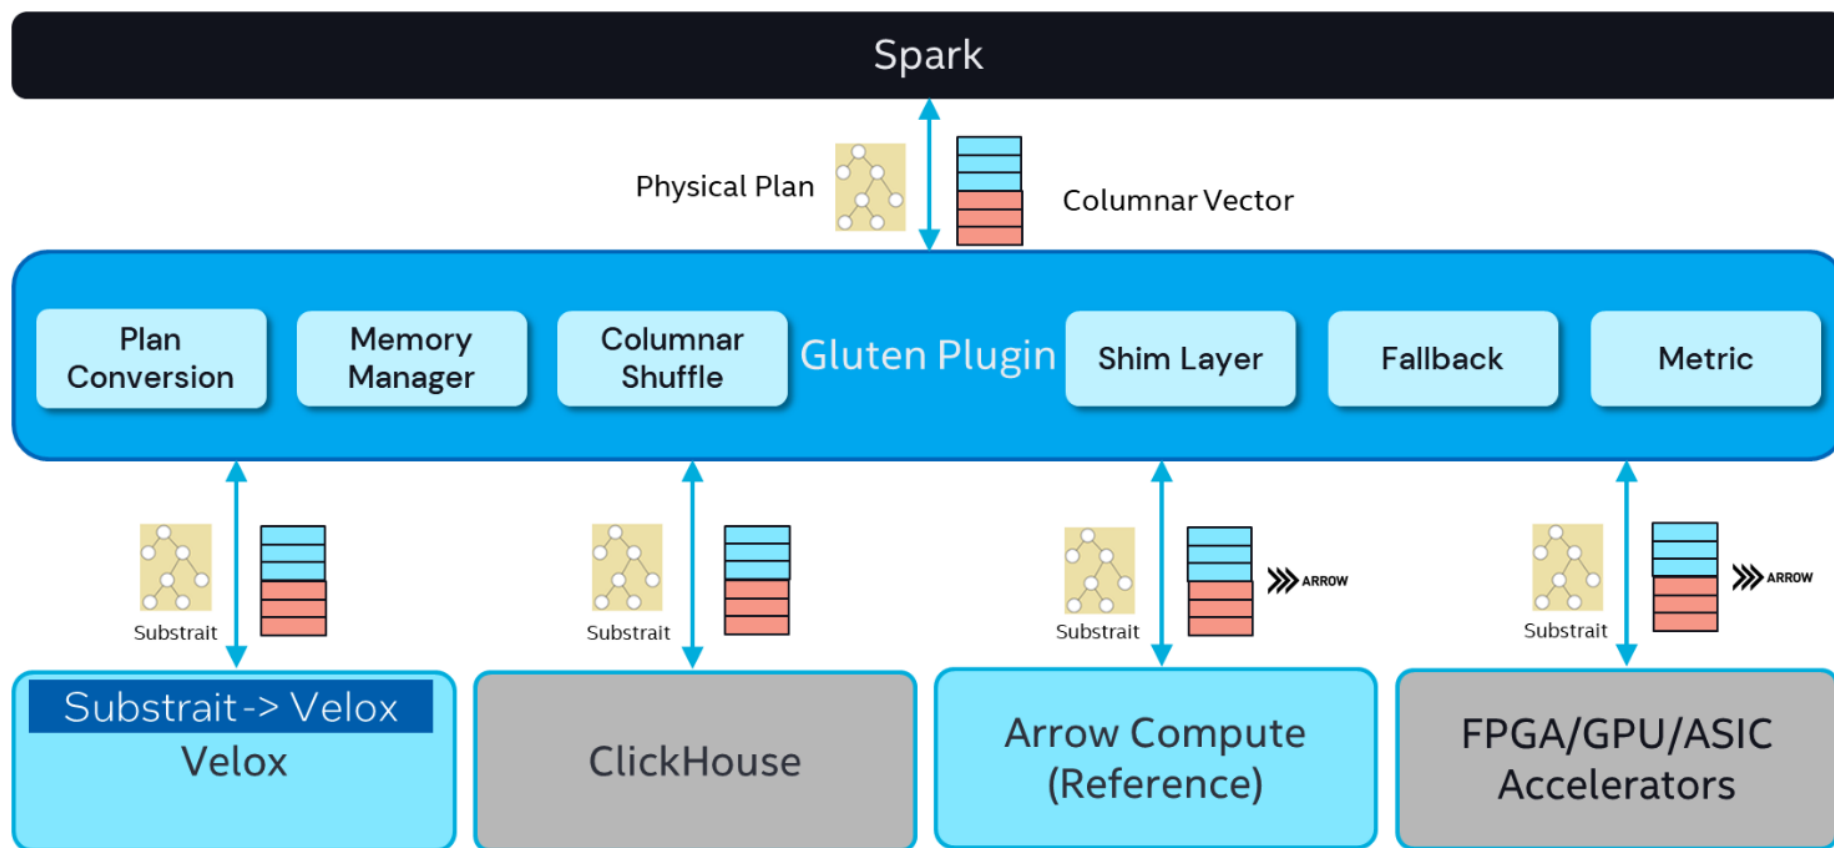 Spark
Physical Plan
Columnar Vector
Plan
Conversion
Memory
Manager
Columnar
Shuffle
Gluten Plugin
Shim Layer
Fallback
Metric
Substrait
Substrait
Substrait
ARROW
Substrait
ARROW
Substrait-> Velox
Velox
ClickHouse
Arrow Compute
(Reference)
FPGA/GPU/ASIC
Accelerators